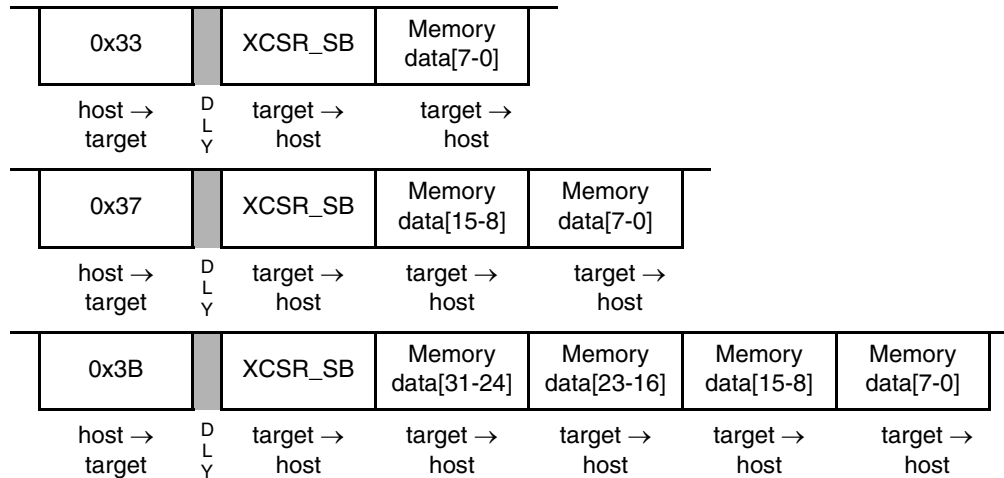 0x33 XCSR_SB Memory
data[7-0]
host → D target → target →
target L host host
Y
0x37 XCSR_SB Memory Memory
data[15-8] data[7-0]
host → D target → target → target →
target L host host host
Y
0x3B XCSR_SB Memory Memory Memory Memory
data[31-24] data[23-16] data[15-8] data[7-0]
host → D target → target → target → target → target →
target L host host host host host
Y